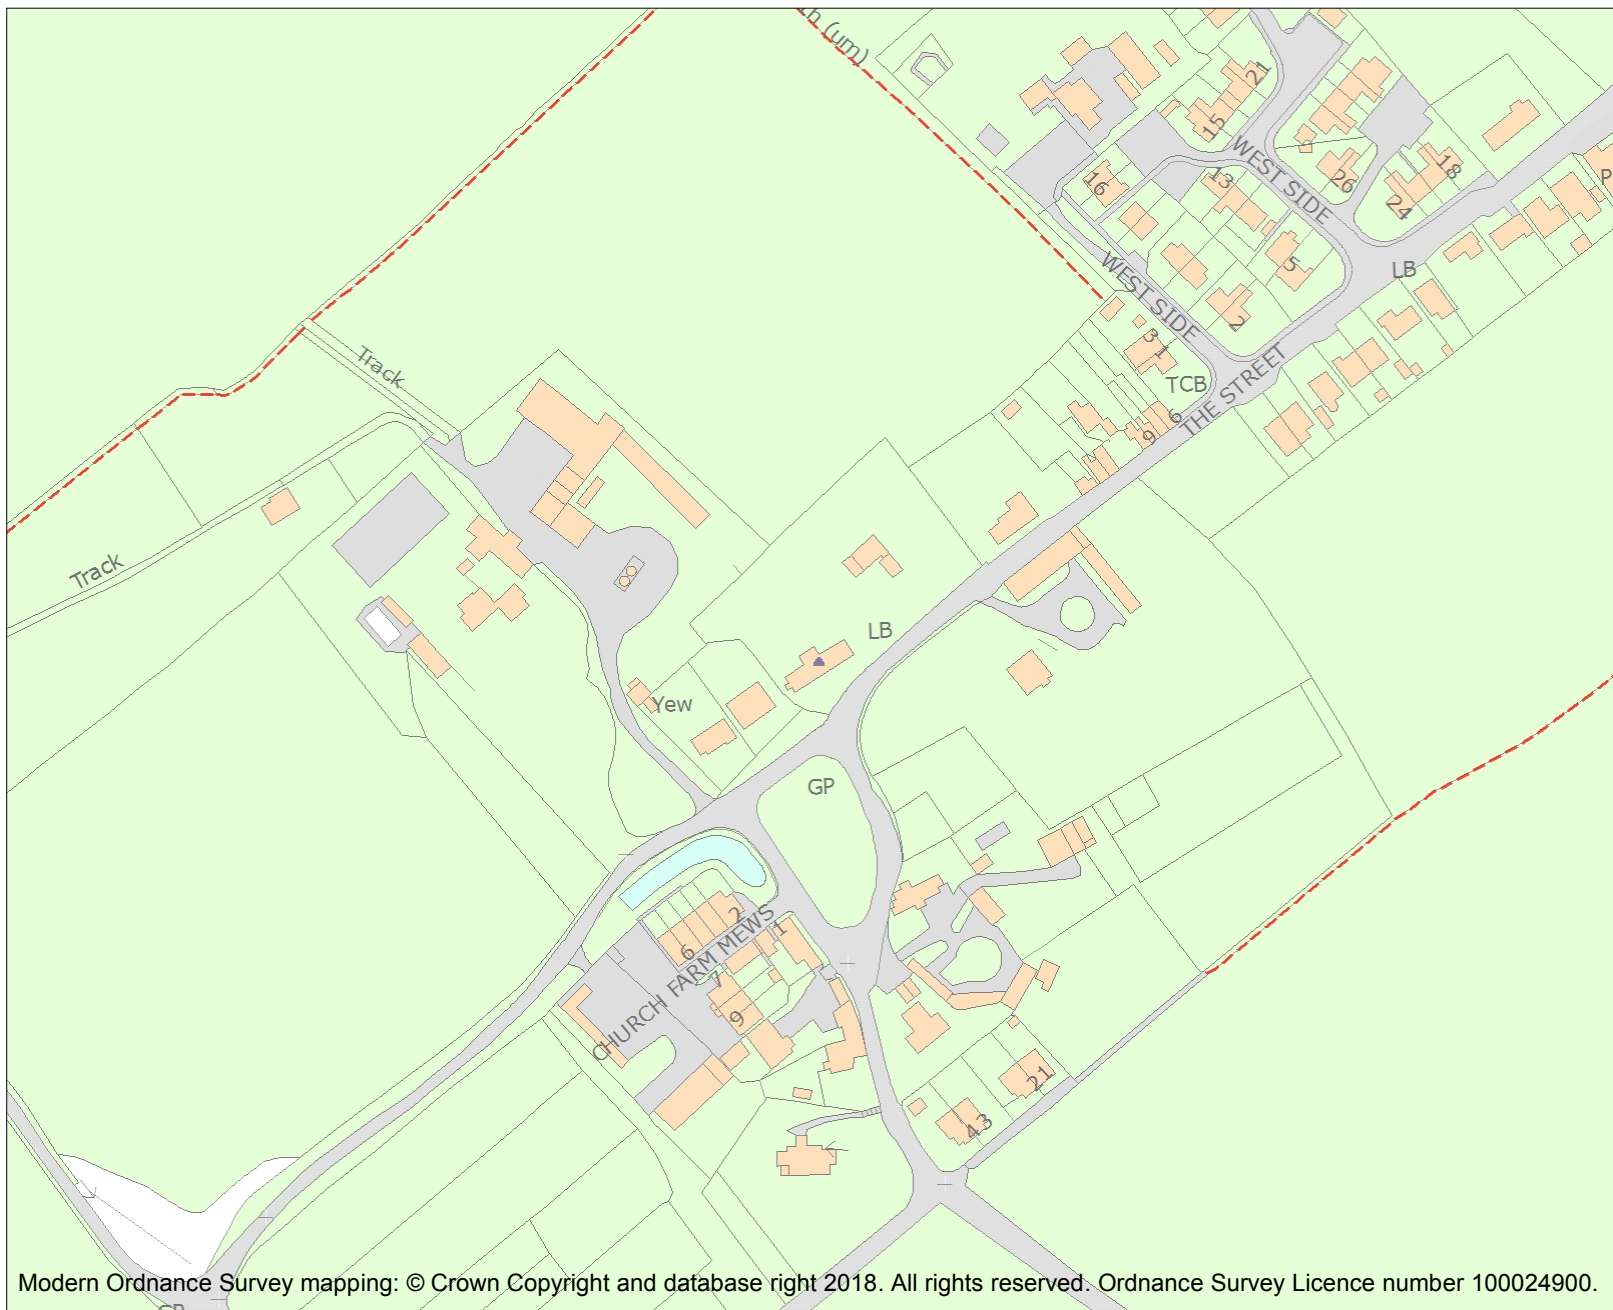 (um)
21
15
WEST SIDE
18
26
13
16
24
5
LB
WEST SIDE
2
31
TCB
THE STREET
6
9
Track
Track
LB
Yew
GP
2
1
6
CHURCH FARM MEWS
7
9
21
43
Modern Ordnance Survey mapping: © Crown Copyright and database right 2018. All rights reserved. Ordnance Survey Licence number 100024900.